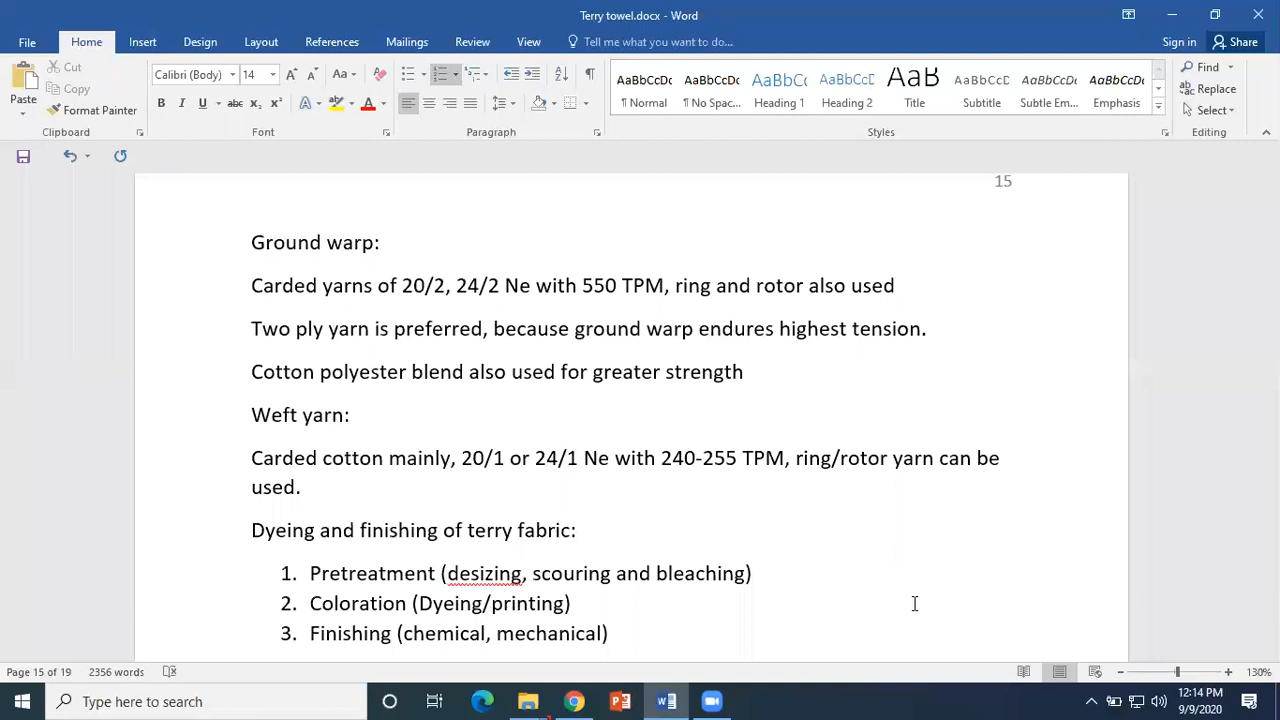 Terry towel.docx - Word
File Home Insert Design Layout References Mailings Review View Tell me what you want to do... Sign in Share
Paste Cut Copy Format Painter
Clipboard
Calibri (Body) 14
Font
Paragraph
AaBbCcDc AaBbCcDc AaBbCc AaBbCcD AaB AaBbCcD AaBbCcDc AaBbCcDc
¶ Normal ¶ No Spac... Heading 1 Heading 2 Title Subtitle Subtle Em... Emphasis
Styles
Find
Replace
Select
Editing
15
Ground warp:
Carded yarns of 20/2, 24/2 Ne with 550 TPM, ring and rotor also used
Two ply yarn is preferred, because ground warp endures highest tension.
Cotton polyester blend also used for greater strength
Weft yarn:
Carded cotton mainly, 20/1 or 24/1 Ne with 240-255 TPM, ring/rotor yarn can be
used.
Dyeing and finishing of terry fabric:
1. Pretreatment (desizing, scouring and bleaching)
2. Coloration (Dyeing/printing)
3. Finishing (chemical, mechanical)
Page 15 of 19 2356 words 130%
Type here to search
12:14 PM
9/9/2020